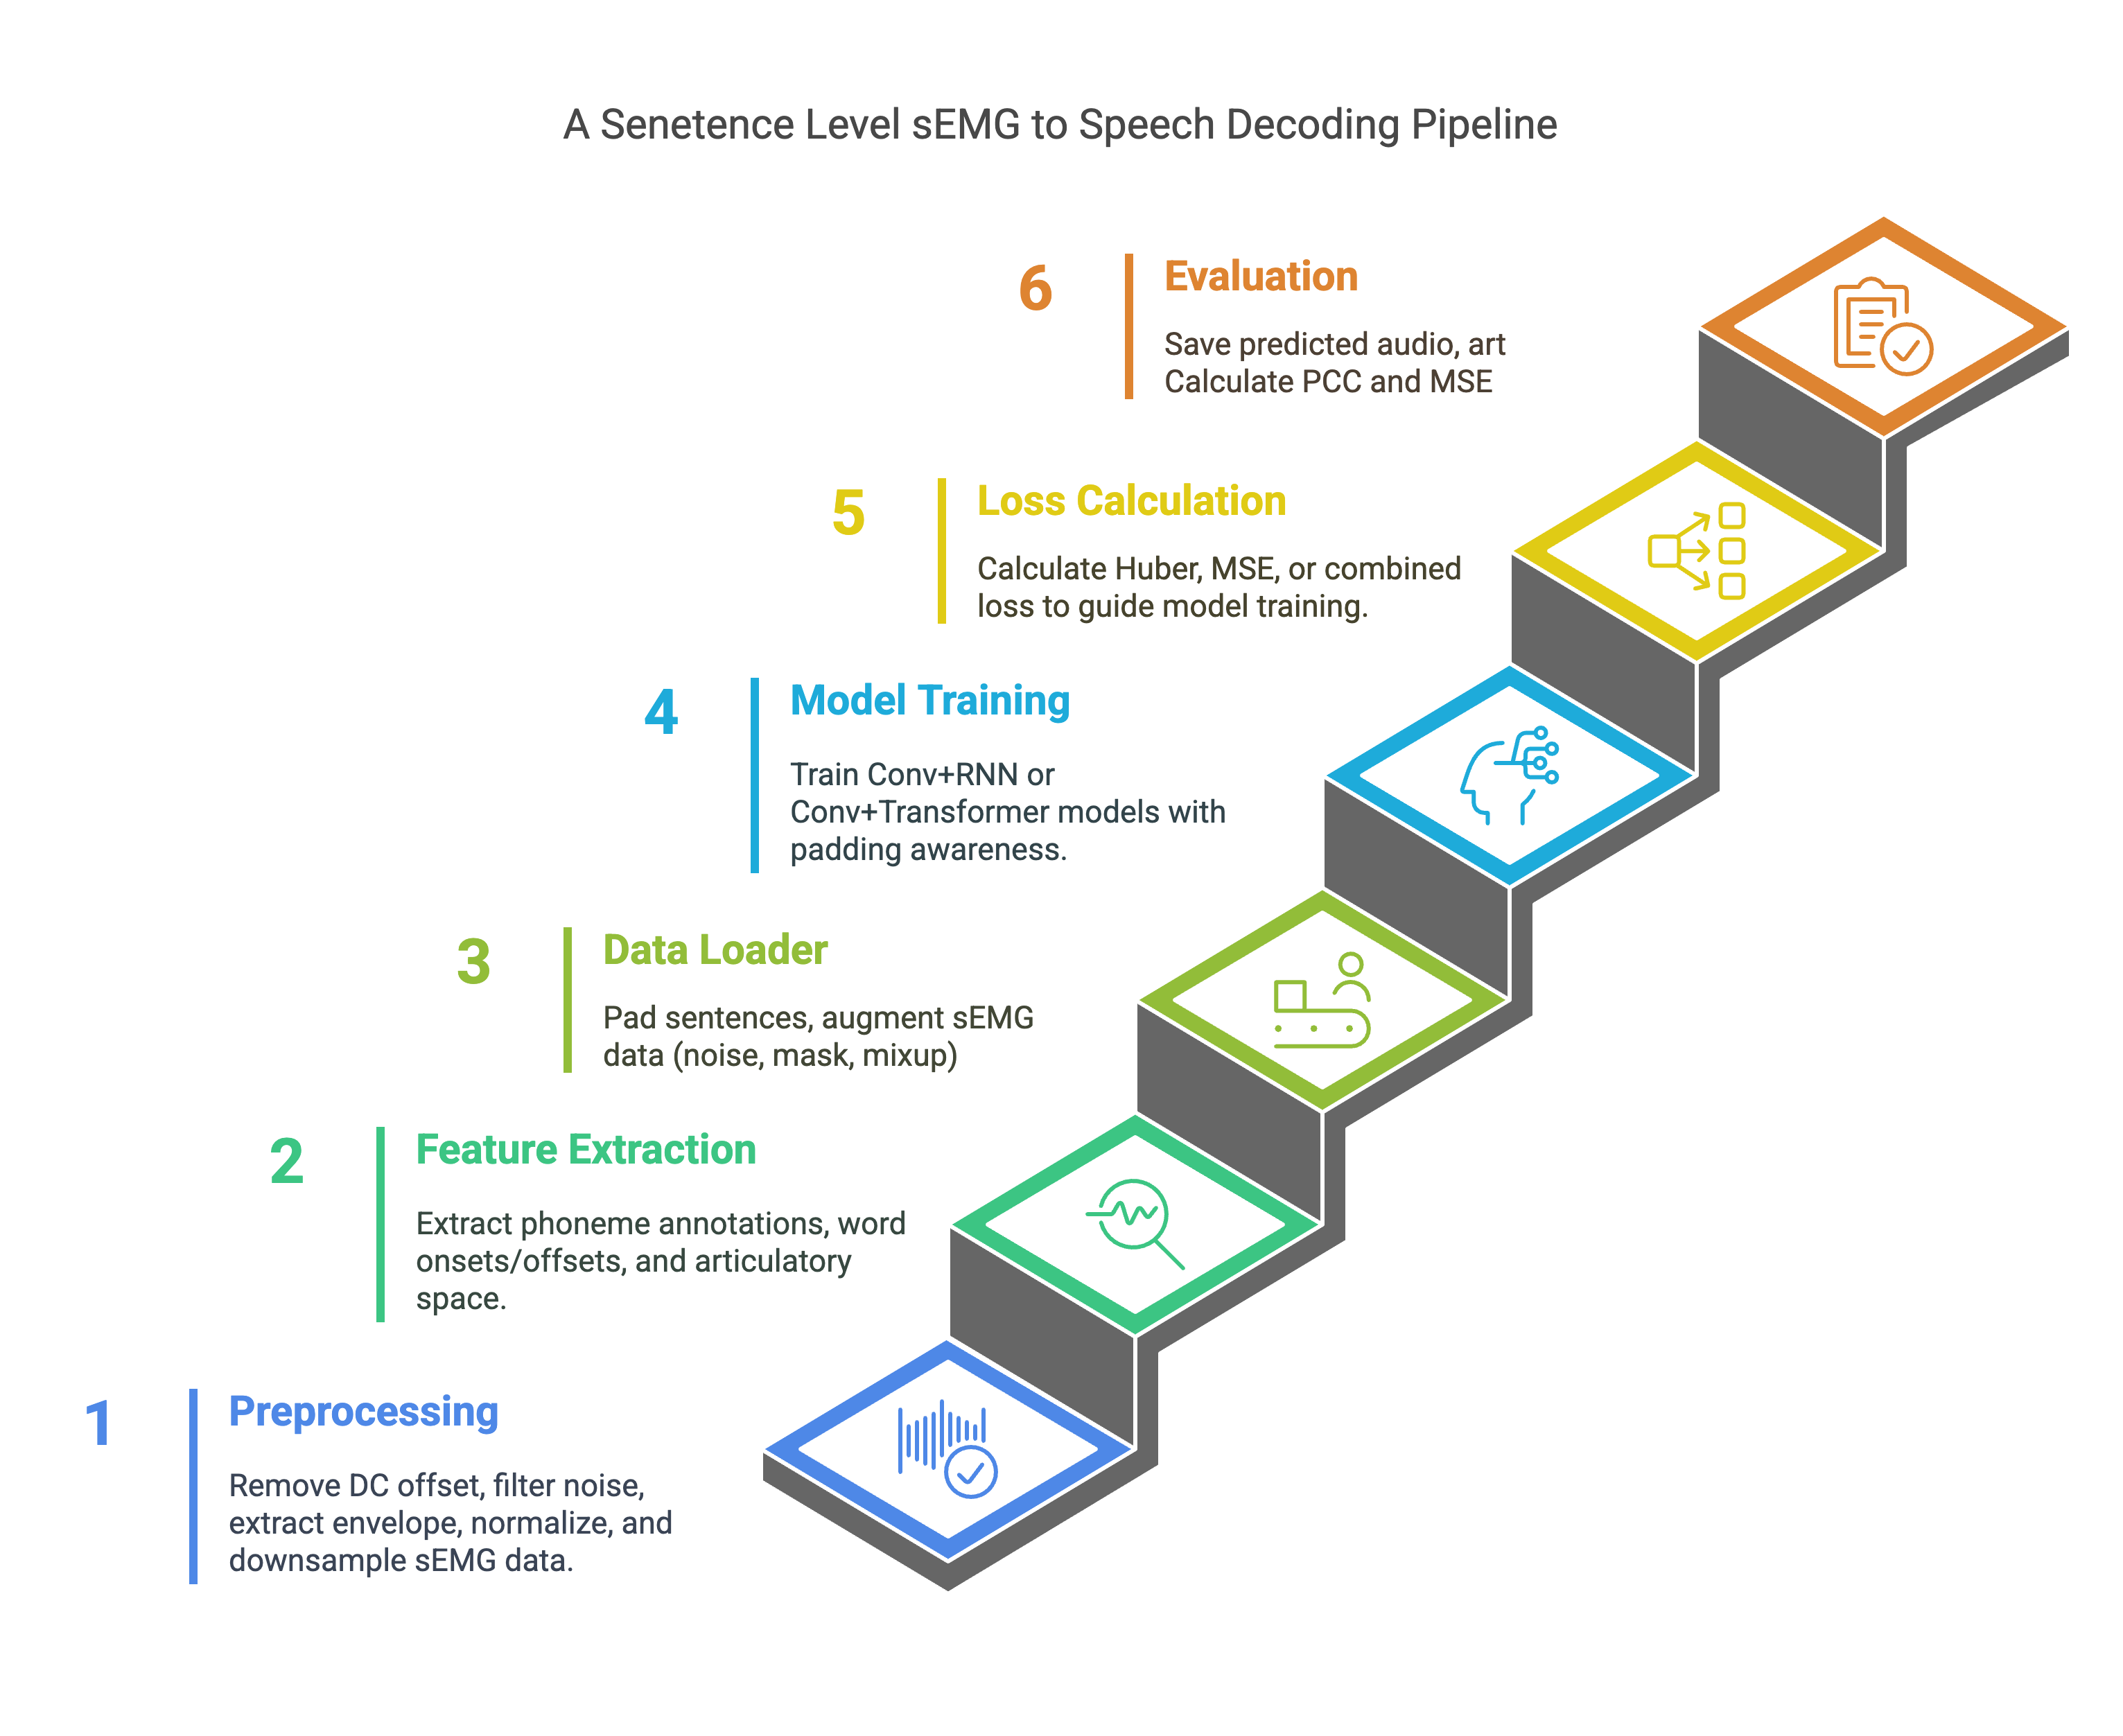 A Senetence Level sEMG to Speech Decoding Pipeline
6
Evaluation
Save predicted audio, art
Calculate PCC and MSE
5
Loss Calculation
Calculate Huber, MSE, or combined
loss to guide model training.
4
Model Training
Train Conv+RNN or
Conv+Transformer models with
padding awareness.
3
Data Loader
Pad sentences, augment sEMG
data (noise, mask, mixup)
2
Feature Extraction
Extract phoneme annotations, word
onsets/offsets, and articulatory
space.
1
Preprocessing
Remove DC offset, filter noise,
extract envelope, normalize, and
downsample sEMG data.